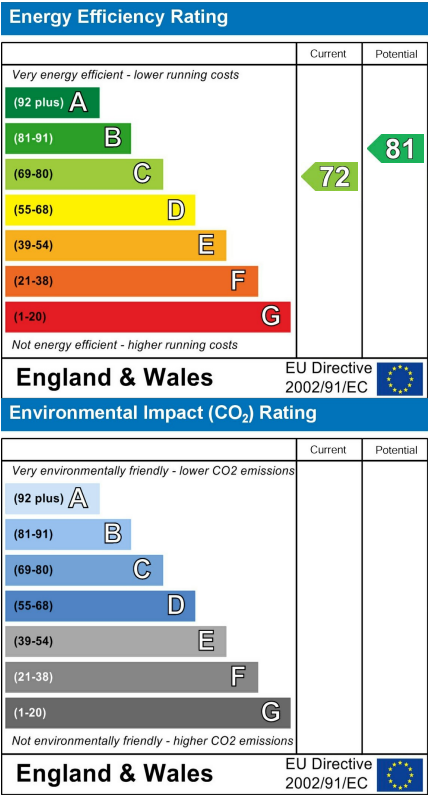 Energy Efficiency Rating
Current Potential
Very energy efficient - lower running costs
(92 plus) A
(81-91) B
81
(69-80) C
72
(55-68) D
(39-54) E
(21-38) F
(1-20) G
Not energy efficient - higher running costs
England & Wales
EU Directive
2002/91/EC
Environmental Impact (CO₂) Rating
Current Potential
Very environmentally friendly - lower CO2 emissions
(92 plus) A
(81-91) B
(69-80) C
(55-68) D
(39-54) E
(21-38) F
(1-20) G
Not environmentally friendly - higher CO2 emissions
England & Wales
EU Directive
2002/91/EC